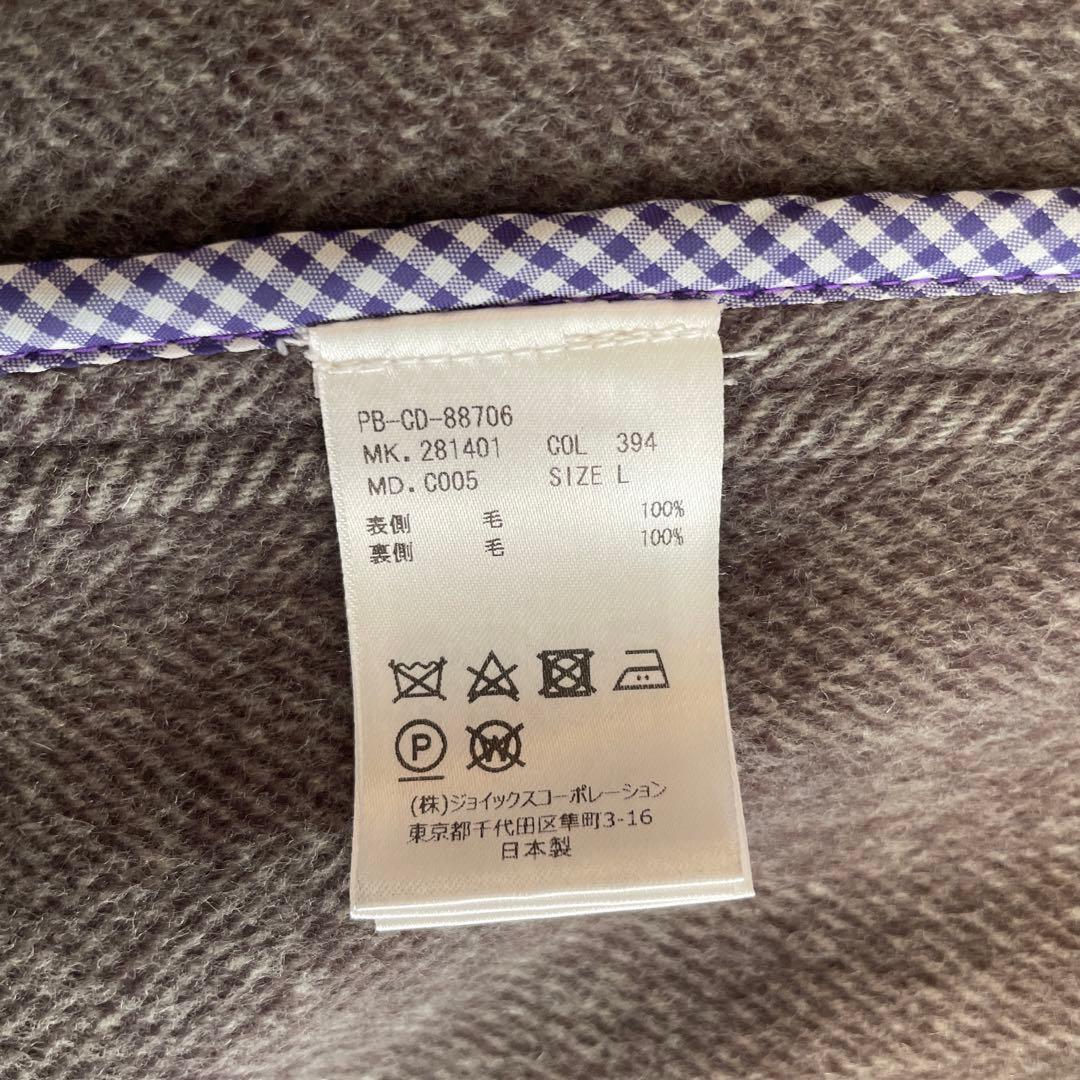 PB-CD-88706
MK. 281401 COL 394
MD. C005 SIZE L
表側 毛 100%
裏側 毛 100%
P W
(株)ジョイックスコーポレーション
東京都千代田区隼町3-16
日本製